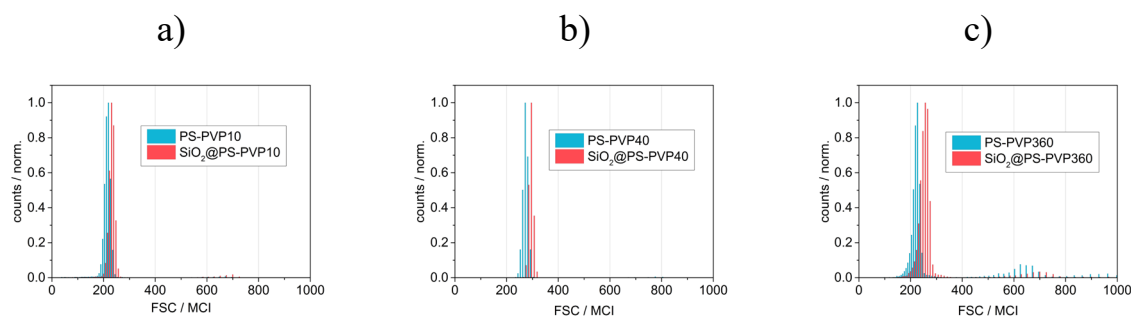 a)
b)
c)
counts / norm.
1.0
0.8
0.6
0.4
0.2
0.0
PS-PVP10
SiO₂@PS-PVP10
0 200 400 600 800 1000
FSC / MCI
counts / norm.
1.0
0.8
0.6
0.4
0.2
0.0
PS-PVP40
SiO₂@PS-PVP40
0 200 400 600 800 1000
FSC / MCI
counts / norm.
1.0
0.8
0.6
0.4
0.2
0.0
PS-PVP360
SiO₂@PS-PVP360
0 200 400 600 800 1000
FSC / MCI